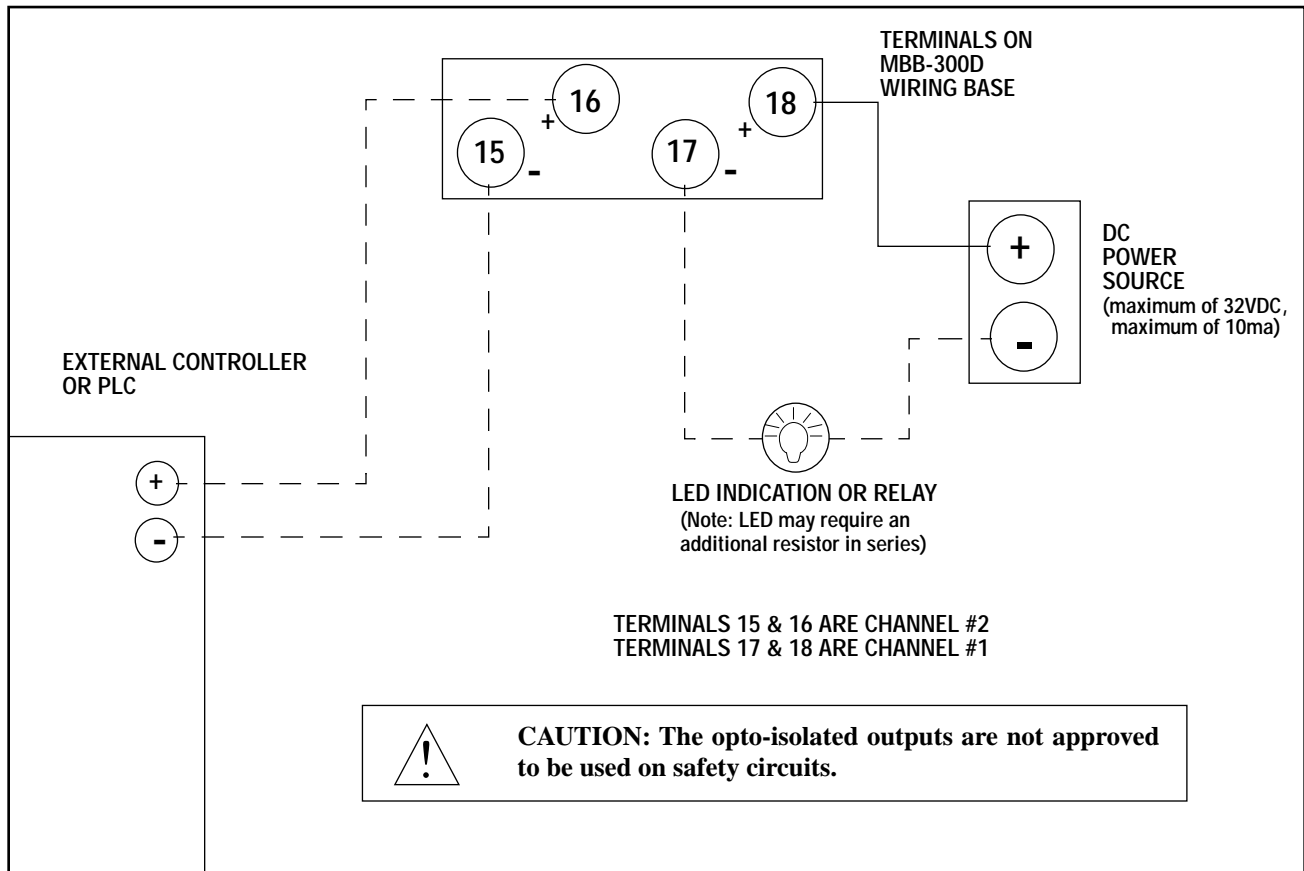 TERMINALS ON
MBB-300D
WIRING BASE
16
18
+
+
15
-
17
-
+
-
DC
POWER
SOURCE
(maximum of 32VDC,
maximum of 10ma)
EXTERNAL CONTROLLER
OR PLC
+
-
LED INDICATION OR RELAY
(Note: LED may require an
additional resistor in series)
TERMINALS 15 & 16 ARE CHANNEL #2
TERMINALS 17 & 18 ARE CHANNEL #1
!
CAUTION: The opto-isolated outputs are not approved
to be used on safety circuits.